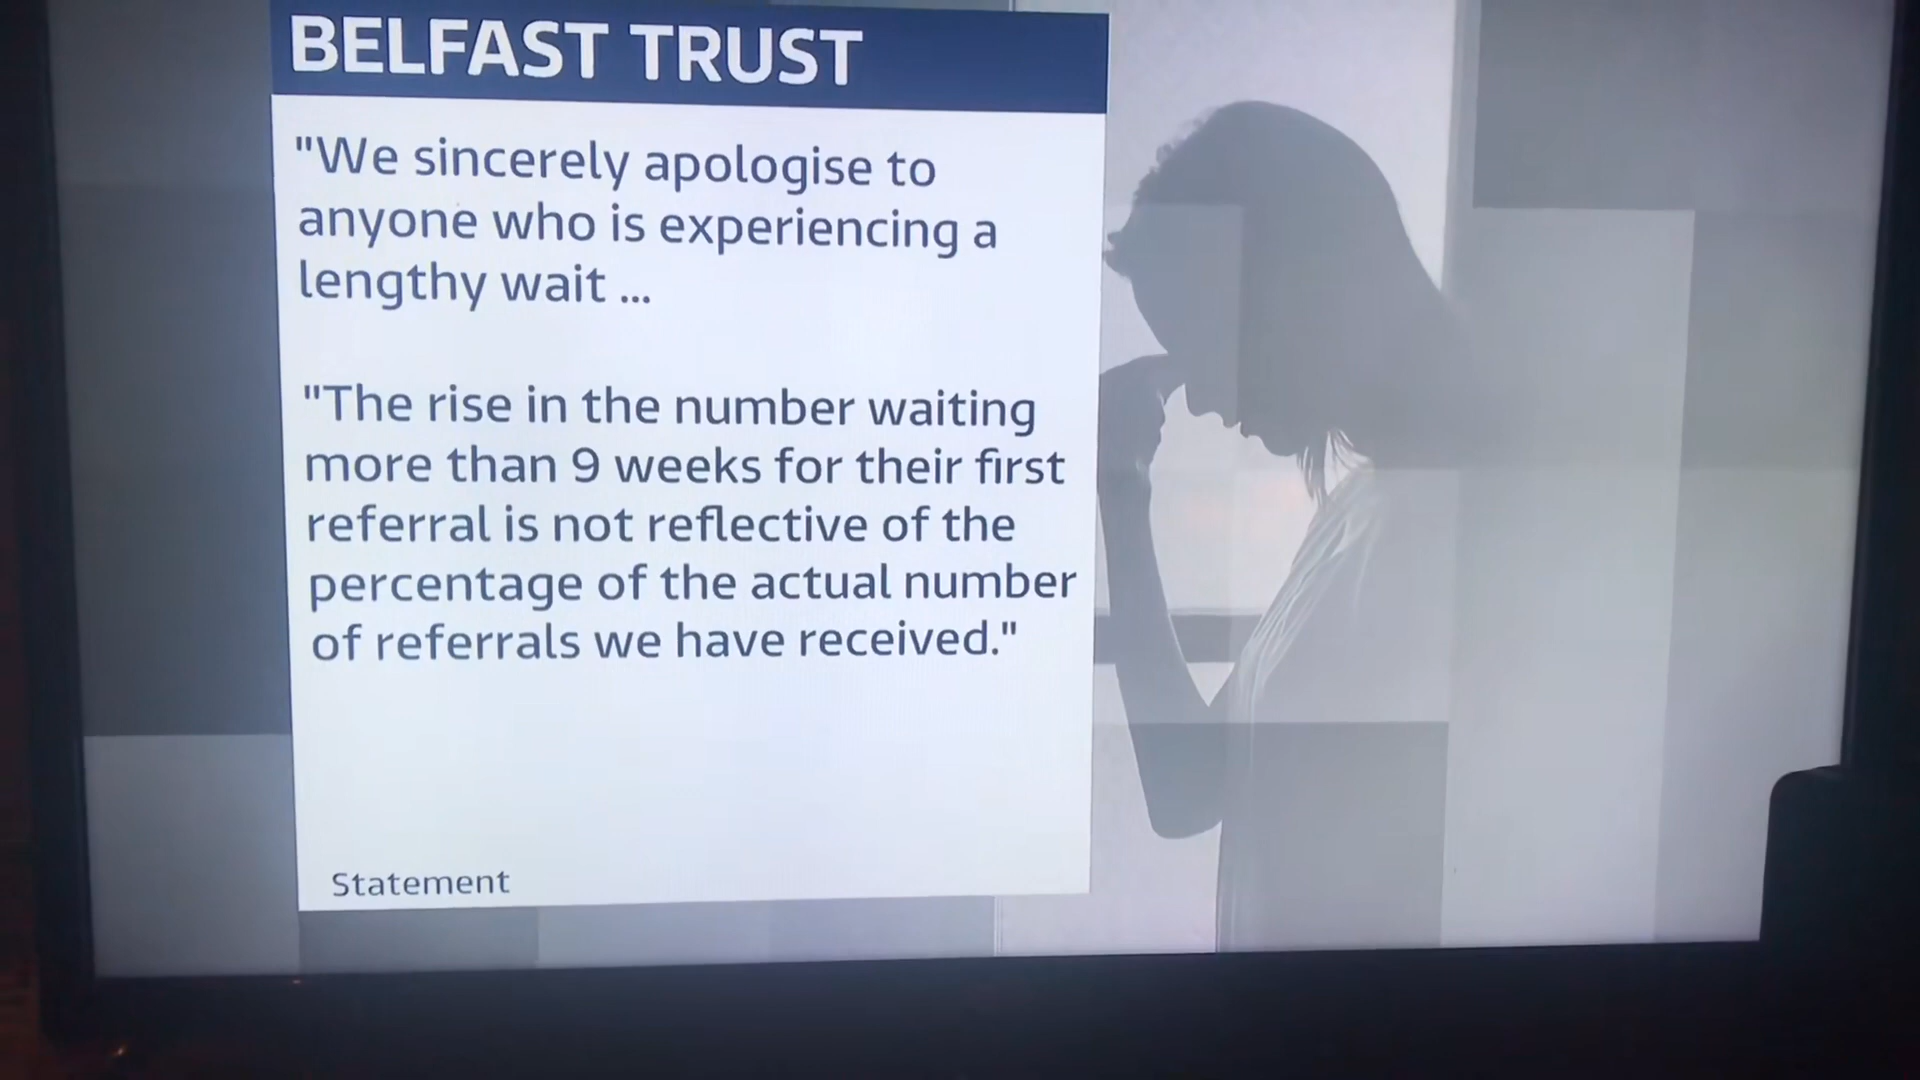 BELFAST TRUST
"We sincerely apologise to
anyone who is experiencing a
lengthy wait ...
"The rise in the number waiting
more than 9 weeks for their first
referral is not reflective of the
percentage of the actual number
of referrals we have received."
Statement